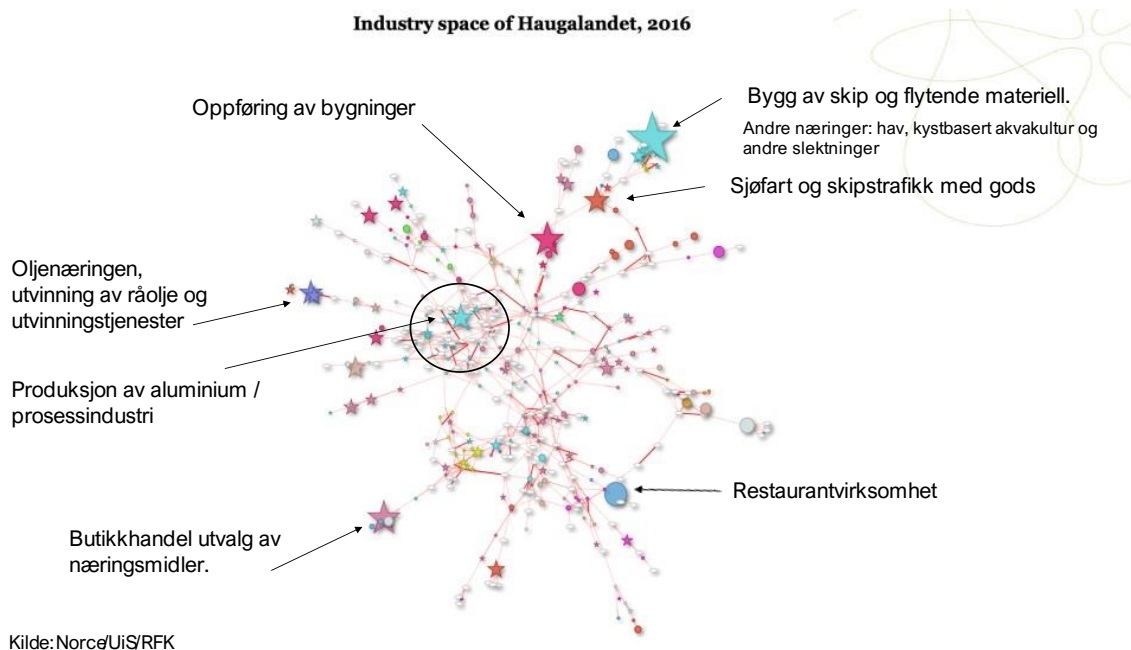 Industry space of Haugalandet, 2016
Oppføring av bygninger
Bygg av skip og flytende materiell.
Andre næringer: hav, kystbasert akvakultur og
andre slektninger
Sjøfart og skipstrafikk med gods
Oljenæringen,
utvinning av råolje og
utvinningstjenester
Produksjon av aluminium /
prosessindustri
Restaurantvirksomhet
Butikkhandel utvalg av
næringsmidler.
Kilde: Norce/UiS/RFK